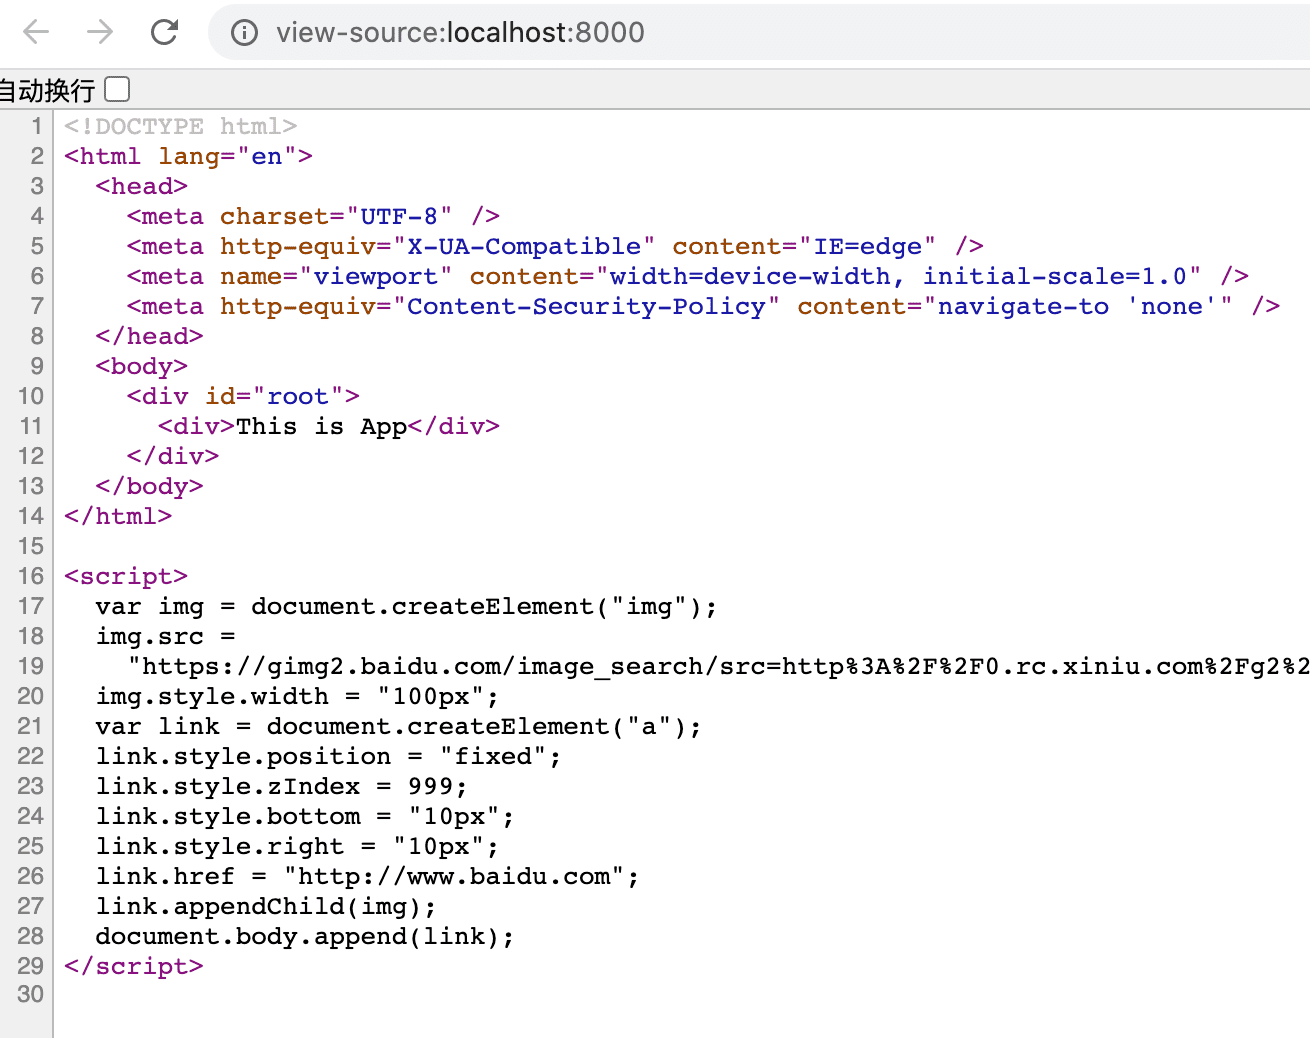 view-source:localhost:8000
自动换行
1 <!DOCTYPE html>
2 <html lang="en">
3   <head>
4     <meta charset="UTF-8" />
5     <meta http-equiv="X-UA-Compatible" content="IE=edge" />
6     <meta name="viewport" content="width=device-width, initial-scale=1.0" />
7     <meta http-equiv="Content-Security-Policy" content="navigate-to 'none'" />
8   </head>
9   <body>
10     <div id="root">
11       <div>This is App</div>
12     </div>
13   </body>
14 </html>
15
16 <script>
17   var img = document.createElement("img");
18   img.src =
19     "https://gimg2.baidu.com/image_search/src=http%3A%2F%2F0.rc.xiniu.com%2Fg2%2
20   img.style.width = "100px";
21   var link = document.createElement("a");
22   link.style.position = "fixed";
23   link.style.zIndex = 999;
24   link.style.bottom = "10px";
25   link.style.right = "10px";
26   link.href = "http://www.baidu.com";
27   link.appendChild(img);
28   document.body.append(link);
29 </script>
30